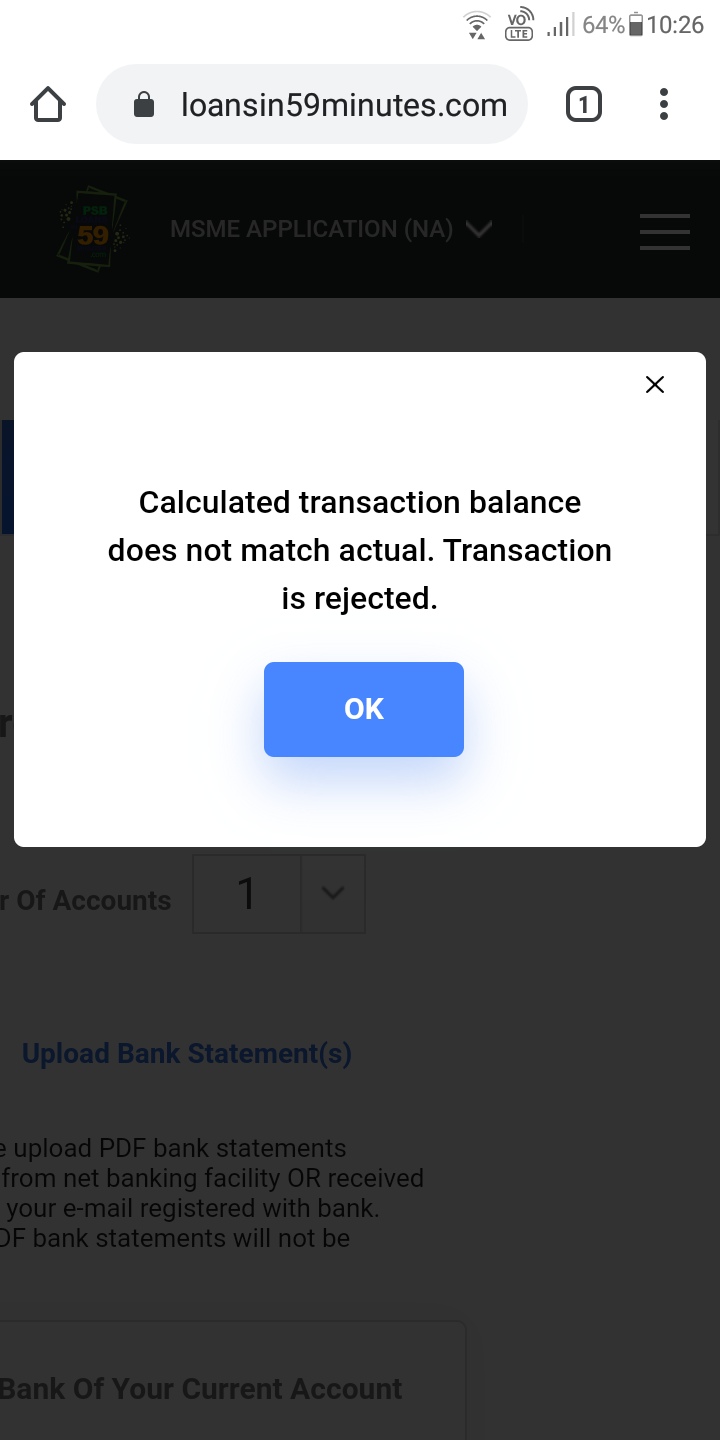 VO
LTE
64%
10:26
loansin59minutes.com
1
PSB
59
MSME APPLICATION (NA)
Calculated transaction balance
does not match actual. Transaction
is rejected.
OK
r
r Of Accounts
1
Upload Bank Statement(s)
e upload PDF bank statements
from net banking facility OR received
your e-mail registered with bank.
DF bank statements will not be
Bank Of Your Current Account